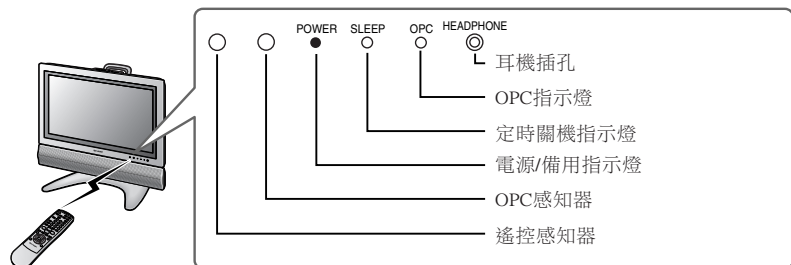 POWER SLEEP OPC HEADPHONE
耳機插孔
OPC指示燈
定時關機指示燈
電源/備用指示燈
OPC感知器
遙控感知器